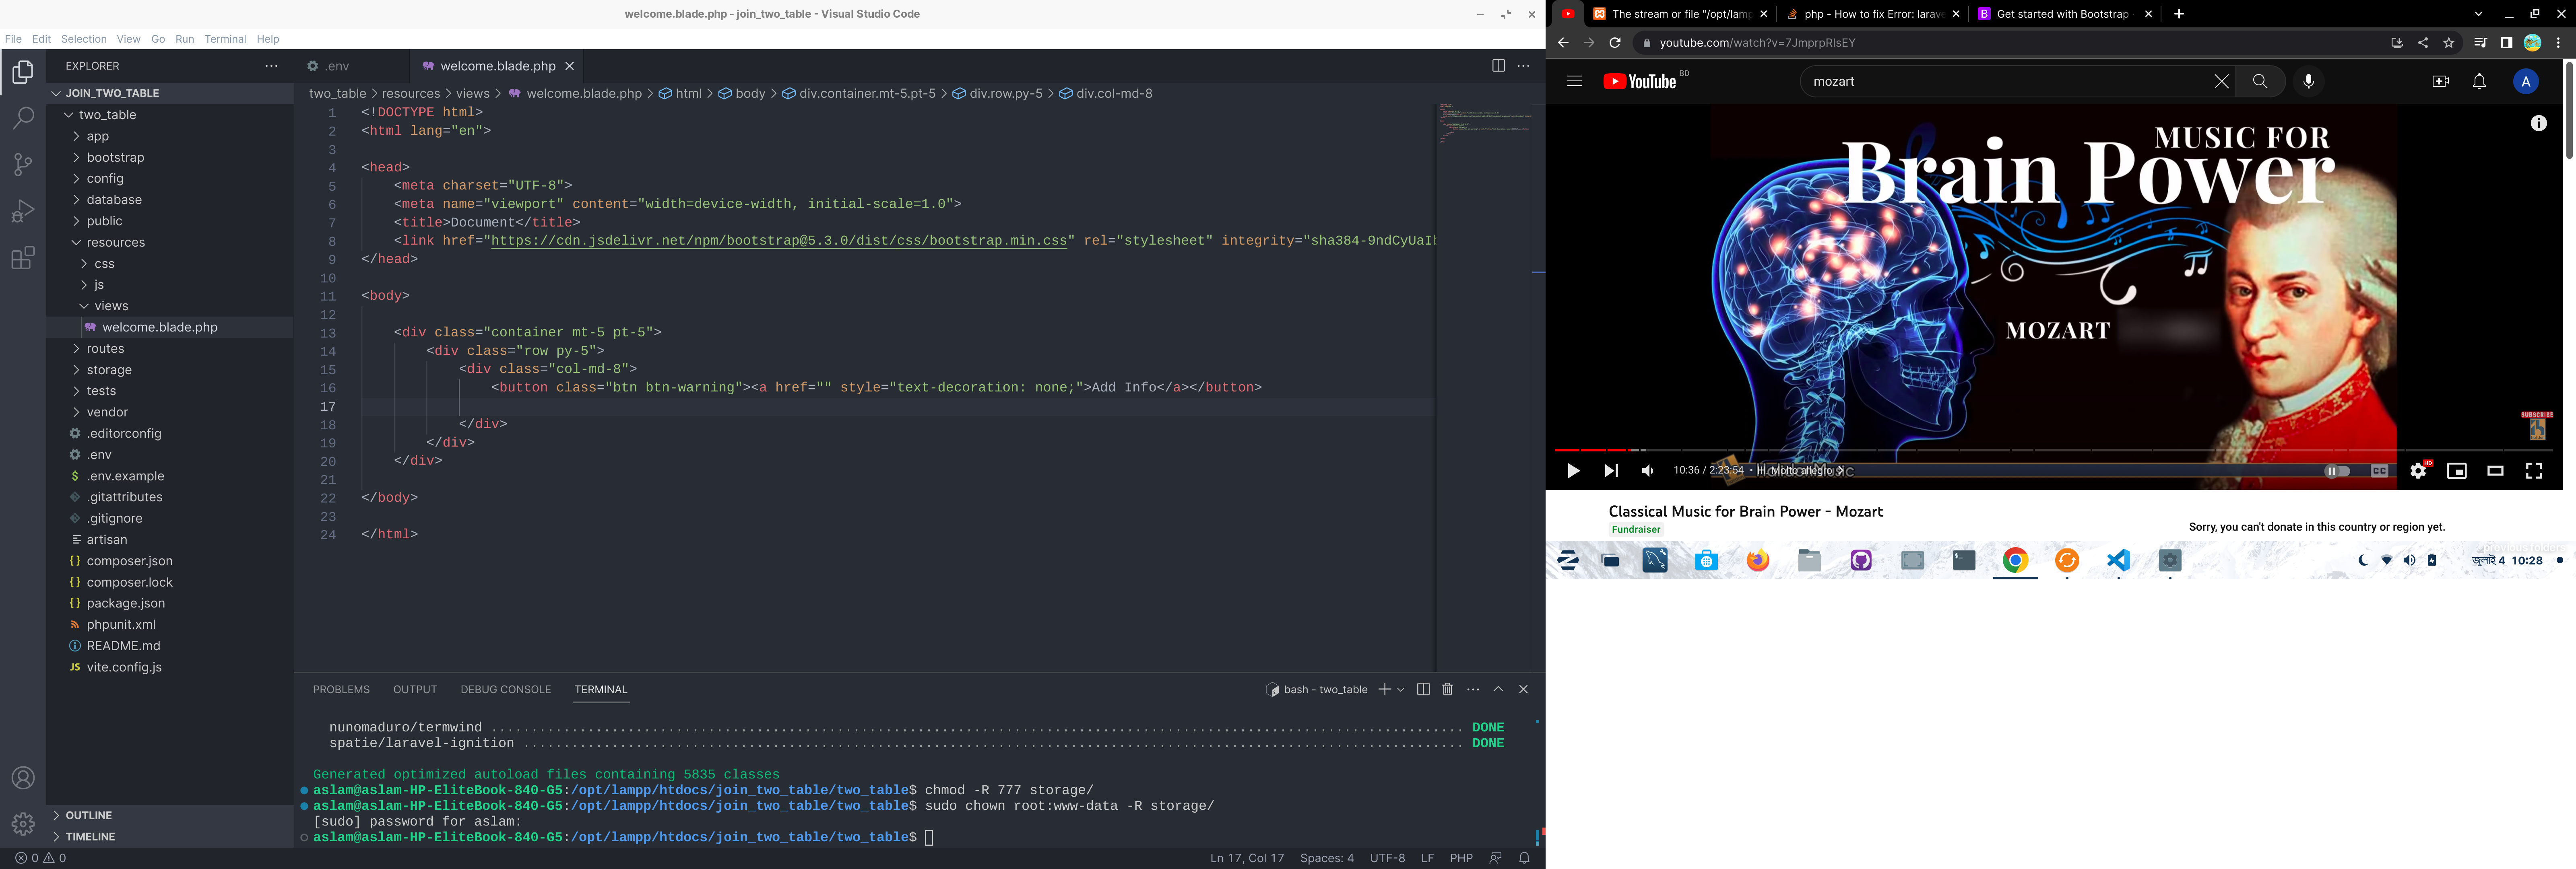 welcome.blade.php - join_two_table - Visual Studio Code
File Edit Selection View Go Run Terminal Help
EXPLORER
JOIN_TWO_TABLE
two_table
app
bootstrap
config
database
public
resources
css
js
views
welcome.blade.php
routes
storage
tests
vendor
.editorconfig
.env
.env.example
.gitattributes
.gitignore
artisan
composer.json
composer.lock
package.json
phpunit.xml
README.md
vite.config.js
OUTLINE
TIMELINE
.env
welcome.blade.php
two_table > resources > views > welcome.blade.php > html > body > div.container.mt-5.pt-5 > div.row.py-5 > div.col-md-8
1 <!DOCTYPE html>
2 <html lang="en">
3
4 <head>
5 <meta charset="UTF-8">
6 <meta name="viewport" content="width=device-width, initial-scale=1.0">
7 <title>Document</title>
8 <link href="https://cdn.jsdelivr.net/npm/bootstrap@5.3.0/dist/css/bootstrap.min.css" rel="stylesheet" integrity="sha384-9ndCyUaIb
9 </head>
10
11 <body>
12
13 <div class="container mt-5 pt-5">
14 <div class="row py-5">
15 <div class="col-md-8">
16 <button class="btn btn-warning"><a href="" style="text-decoration: none;">Add Info</a></button>
17
18 </div>
19 </div>
20 </div>
21
22 </body>
23
24 </html>
PROBLEMS OUTPUT DEBUG CONSOLE TERMINAL
bash - two_table
nunomaduro/termwind ........ DONE
spatie/laravel-ignition ........ DONE
Generated optimized autoload files containing 5835 classes
aslam@aslam-HP-EliteBook-840-G5:/opt/lampp/htdocs/join_two_table/two_table$ chmod -R 777 storage/
aslam@aslam-HP-EliteBook-840-G5:/opt/lampp/htdocs/join_two_table/two_table$ sudo chown root:www-data -R storage/
[sudo] password for aslam:
aslam@aslam-HP-EliteBook-840-G5:/opt/lampp/htdocs/join_two_table/two_table$
0 0
Ln 17, Col 17 Spaces: 4 UTF-8 LF PHP
The stream or file "/opt/lamp
php - How to fix Error: larave
Get started with Bootstrap
youtube.com/watch?v=7JmprpRIsEY
YouTube BD
mozart
A
MUSIC FOR
Brain Power
MOZART
SUBSCRIBE
10:36 / 2:23:54 • III. Molto allegro
CC
HD
Classical Music for Brain Power - Mozart
Fundraiser
Sorry, you can't donate in this country or region yet.
জুলাই 4 10:28